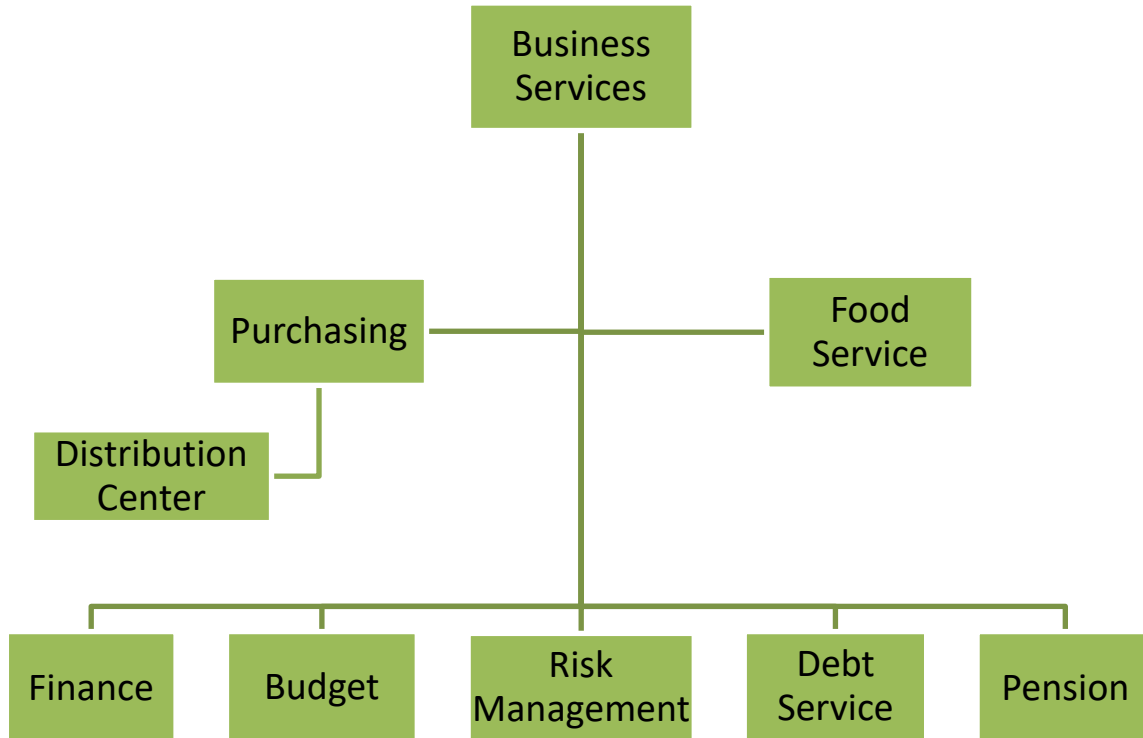 Business
Services
Purchasing
Food
Service
Distribution
Center
Finance
Budget
Risk
Management
Debt
Service
Pension